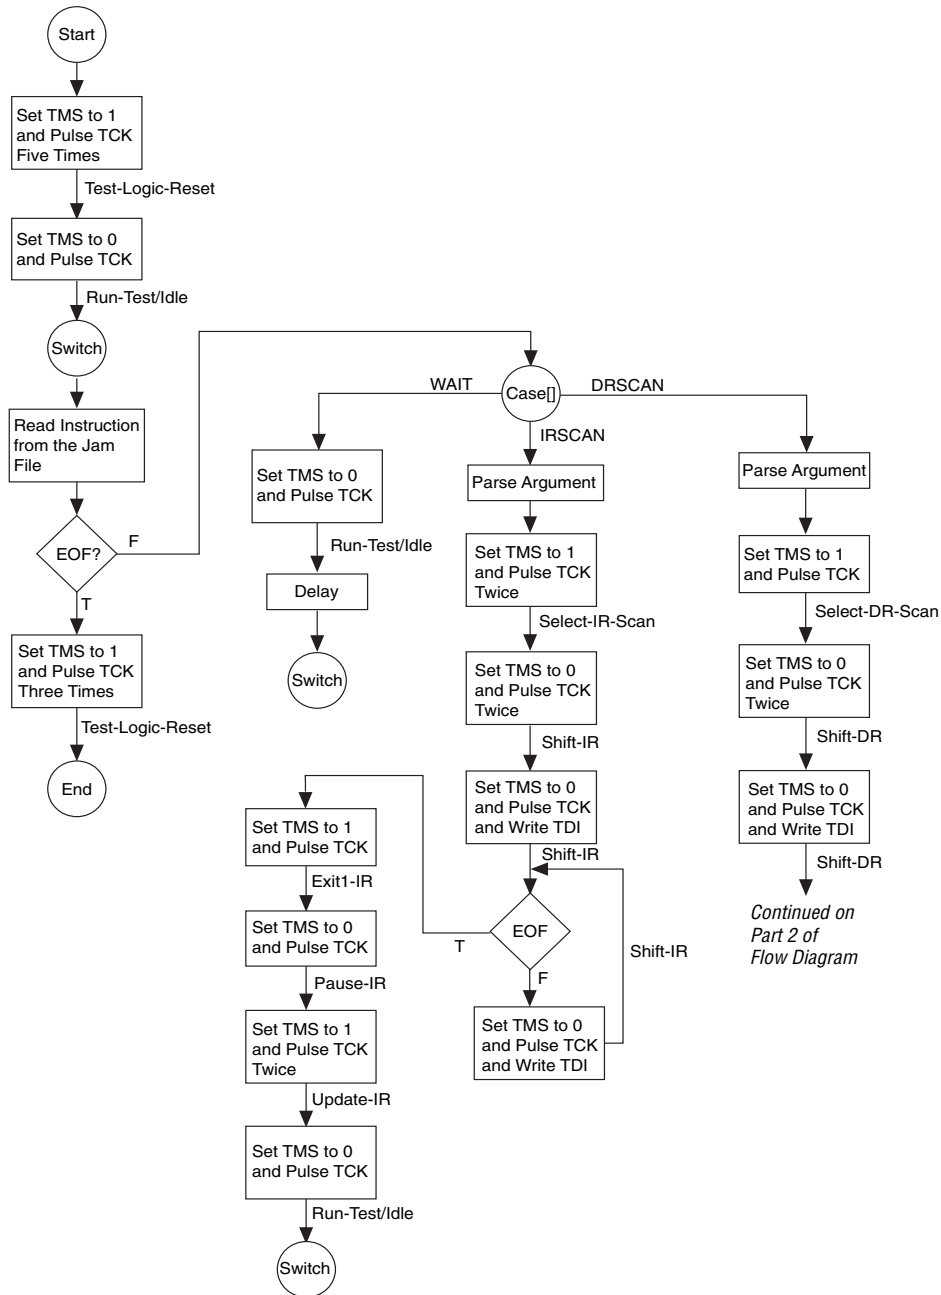 Start
Set TMS to 1
and Pulse TCK
Five Times
Test-Logic-Reset
Set TMS to 0
and Pulse TCK
Run-Test/Idle
Switch
Read Instruction
from the Jam
File
EOF?
F
T
Set TMS to 1
and Pulse TCK
Three Times
Test-Logic-Reset
End
Case[]
WAIT
DRSCAN
IRSCAN
Set TMS to 0
and Pulse TCK
Run-Test/Idle
Delay
Switch
Parse Argument
Set TMS to 1
and Pulse TCK
Twice
Select-IR-Scan
Set TMS to 0
and Pulse TCK
Twice
Shift-IR
Set TMS to 0
and Pulse TCK
and Write TDI
Shift-IR
EOF
T
F
Shift-IR
Set TMS to 0
and Pulse TCK
and Write TDI
Set TMS to 1
and Pulse TCK
Exit1-IR
Set TMS to 0
and Pulse TCK
Pause-IR
Set TMS to 1
and Pulse TCK
Twice
Update-IR
Set TMS to 0
and Pulse TCK
Run-Test/Idle
Switch
Parse Argument
Set TMS to 1
and Pulse TCK
Select-DR-Scan
Set TMS to 0
and Pulse TCK
Twice
Shift-DR
Set TMS to 0
and Pulse TCK
and Write TDI
Shift-DR
Continued on
Part 2 of
Flow Diagram